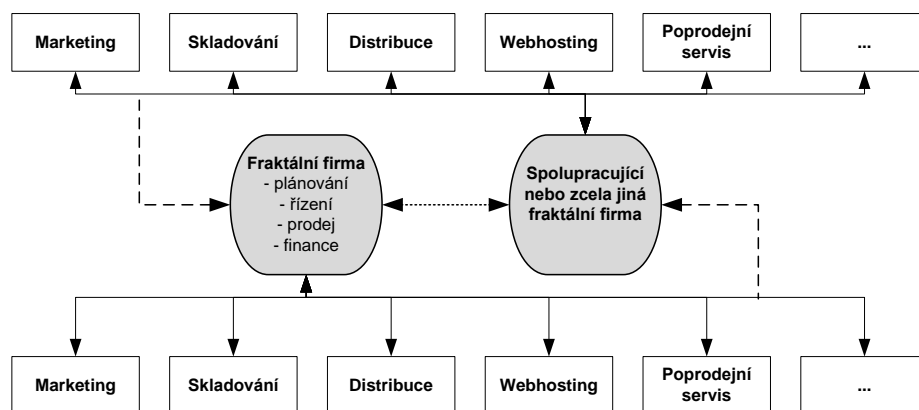 Marketing
Skladování
Distribuce
Webhosting
Poprodejní
servis
...
Fraktální firma
- plánování
- řízení
- prodej
- finance
Spolupracující
nebo zcela jiná
fraktální firma
Marketing
Skladování
Distribuce
Webhosting
Poprodejní
servis
...